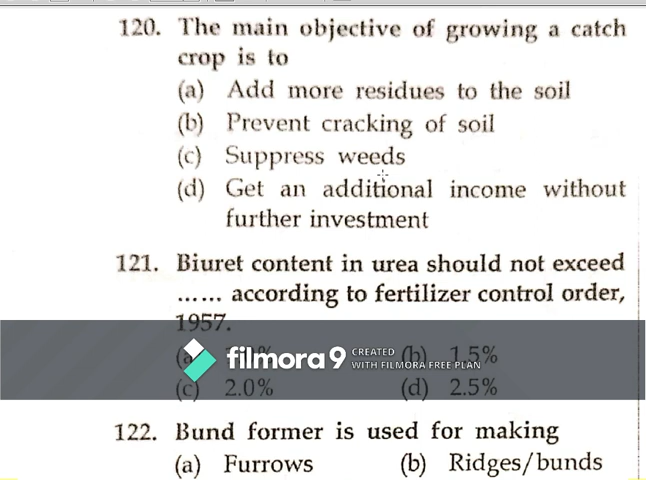 120. The main objective of growing a catch
crop is to
(a) Add more residues to the soil
(b) Prevent cracking of soil
(c) Suppress weeds
(d) Get an additional income without
further investment
121. Biuret content in urea should not exceed
...... according to fertilizer control order,
1957.
(b) 1.5%
filmora9 CREATED
WITH FILMORA FREE PLAN
(c) 2.0% (d) 2.5%
122. Bund former is used for making
(a) Furrows (b) Ridges/bunds